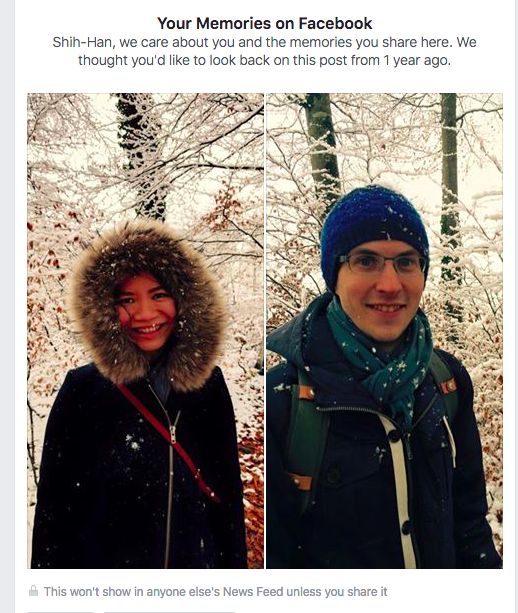 Your Memories on Facebook
Shih-Han, we care about you and the memories you share here. We
thought you'd like to look back on this post from 1 year ago.
This won't show in anyone else's News Feed unless you share it